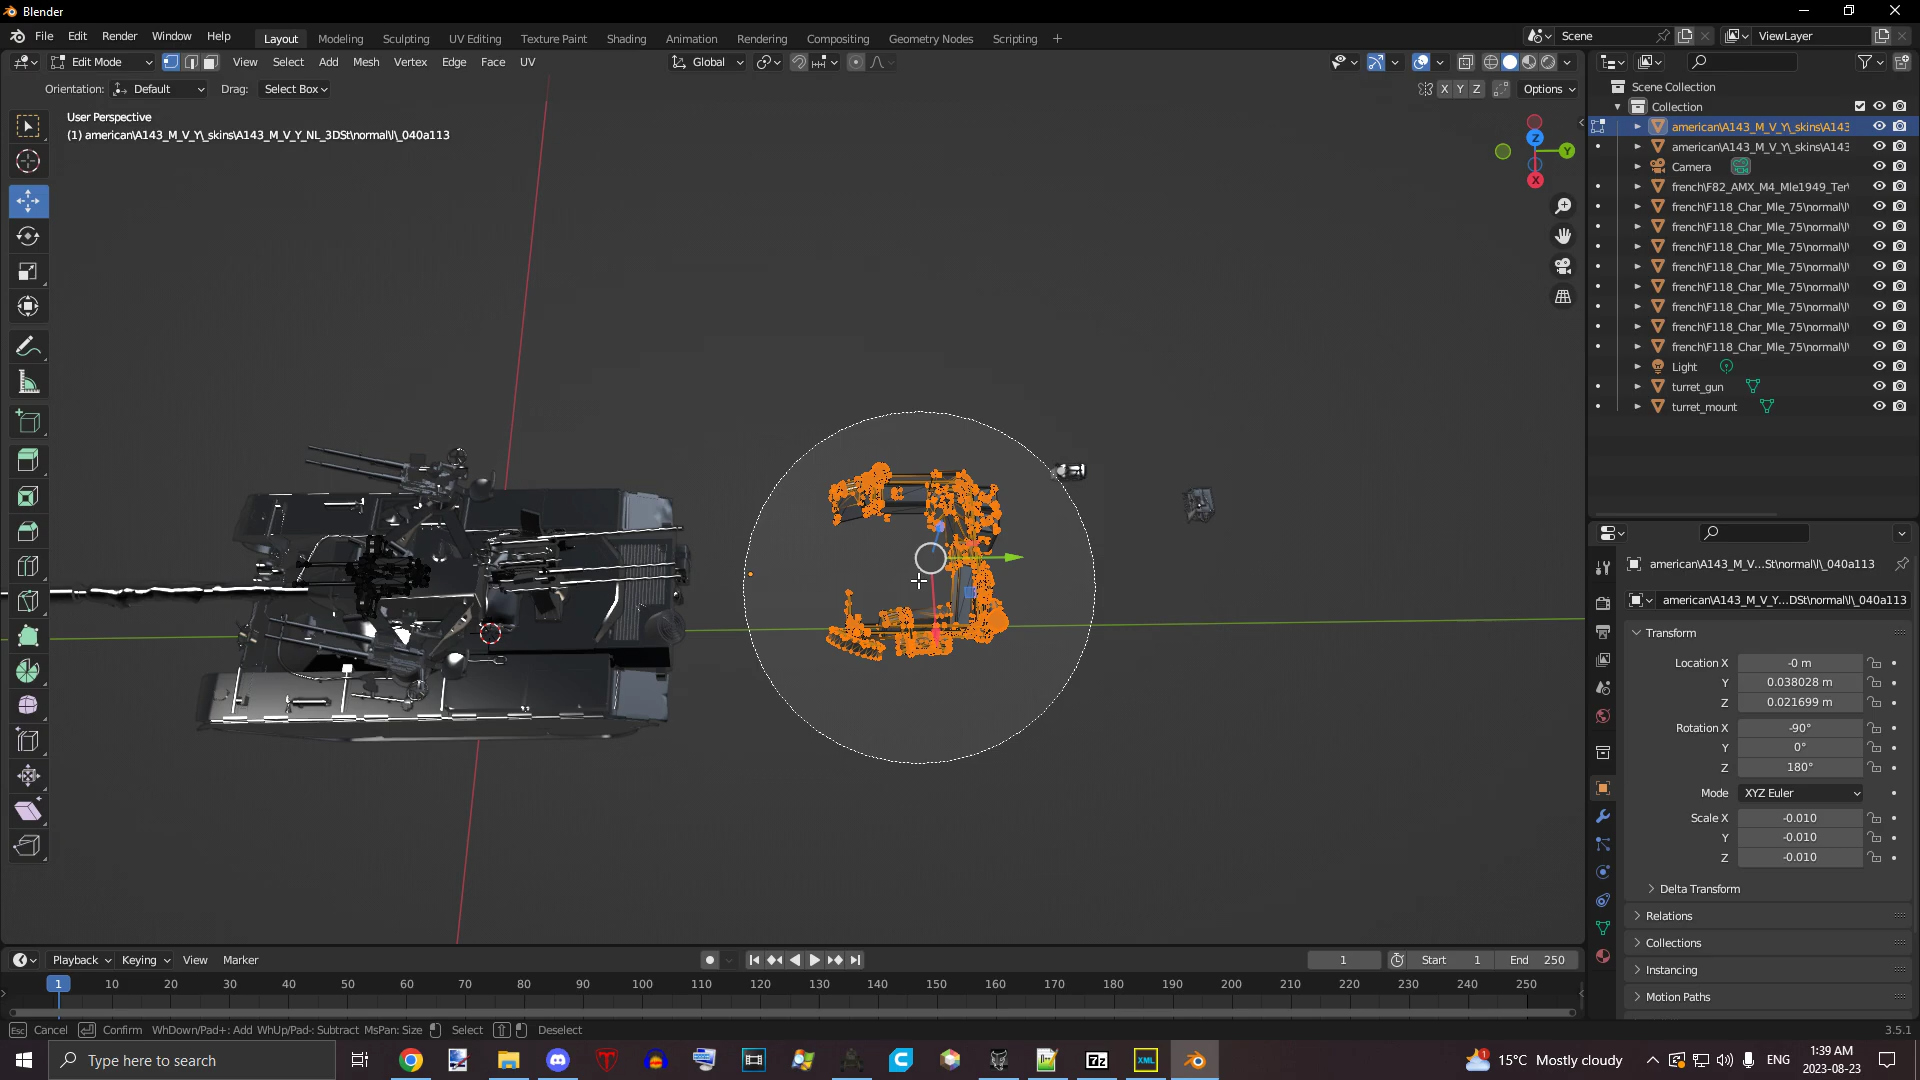 Blender
File Edit Render Window Help
Layout Modeling Sculpting UV Editing Texture Paint Shading Animation Rendering Compositing Geometry Nodes Scripting +
Scene
ViewLayer
Edit Mode View Select Add Mesh Vertex Edge Face UV
Global
Orientation: Default Drag: Select Box
X Y Z Options
User Perspective
(1) american\A143_M_V_Y\_skins\A143_M_V_Y_NL_3DSt\normal\l\_040a113
Z
Y
X
Scene Collection
Collection
american\A143_M_V_Y\_skins\A143
american\A143_M_V_Y\_skins\A143
Camera
french\F82_AMX_M4_Mle1949_Ter\
french\F118_Char_Mle_75\normal\l\
french\F118_Char_Mle_75\normal\l\
french\F118_Char_Mle_75\normal\l\
french\F118_Char_Mle_75\normal\l\
french\F118_Char_Mle_75\normal\l\
french\F118_Char_Mle_75\normal\l\
french\F118_Char_Mle_75\normal\l\
french\F118_Char_Mle_75\normal\l\
Light
turret_gun
turret_mount
american\A143_M_V...St\normal\l\_040a113
american\A143_M_V_Y...DSt\normal\l\_040a113
Transform
Location X -0 m
Y 0.038028 m
Z 0.021699 m
Rotation X -90°
Y 0°
Z 180°
Mode XYZ Euler
Scale X -0.010
Y -0.010
Z -0.010
Delta Transform
Relations
Collections
Instancing
Motion Paths
Playback Keying View Marker
1 Start 1 End 250
1 10 20 30 40 50 60 70 80 90 100 110 120 130 140 150 160 170 180 190 200 210 220 230 240 250
Esc Cancel Confirm WhDown/Pad+: Add WhUp/Pad-: Subtract MsPan: Size Select Deselect
3.5.1
Type here to search
7z
XML
1
15°C Mostly cloudy
ENG
1:39 AM
2023-08-23